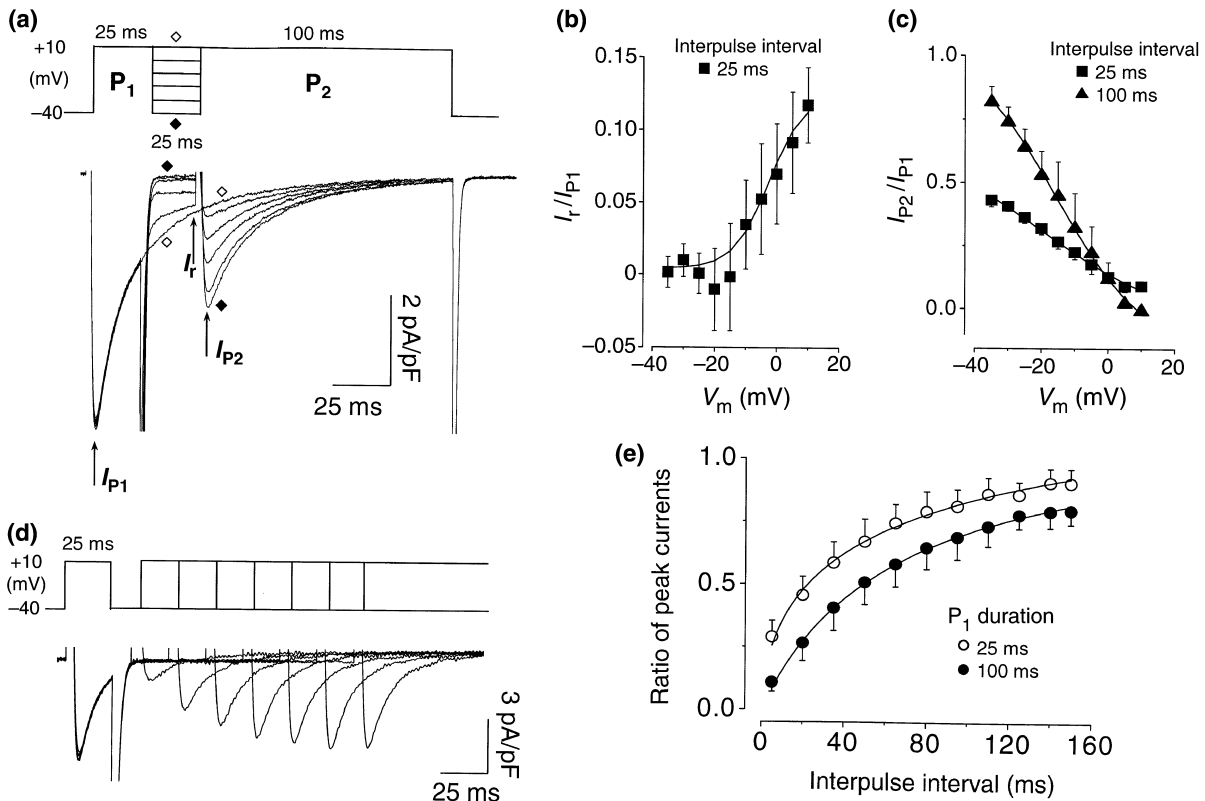 (a)
25 ms ◇ 100 ms
+10
(mv)
−40
P1 P2
◆
25 ms
◆
◇
◇
Ir
◆
IP2
IP1
2 pA/pF
25 ms
(b)
Interpulse interval
■ 25 ms
0.15
0.10
0.05
0
−0.05
Ir/IP1
−40 −20 0 20
Vm (mV)
(c)
Interpulse interval
■ 25 ms
▲ 100 ms
1.0
0.5
0.0
IP2/IP1
−40 −20 0 20
Vm (mV)
(d)
25 ms
+10
(mV)
−40
3 pA/pF
25 ms
(e)
1.0
0.5
0.0
Ratio of peak currents
P1 duration
○ 25 ms
● 100 ms
0 40 80 120 160
Interpulse interval (ms)